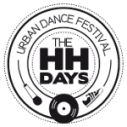 URBAN DANCE FESTIVAL
THE
HH
DAYS